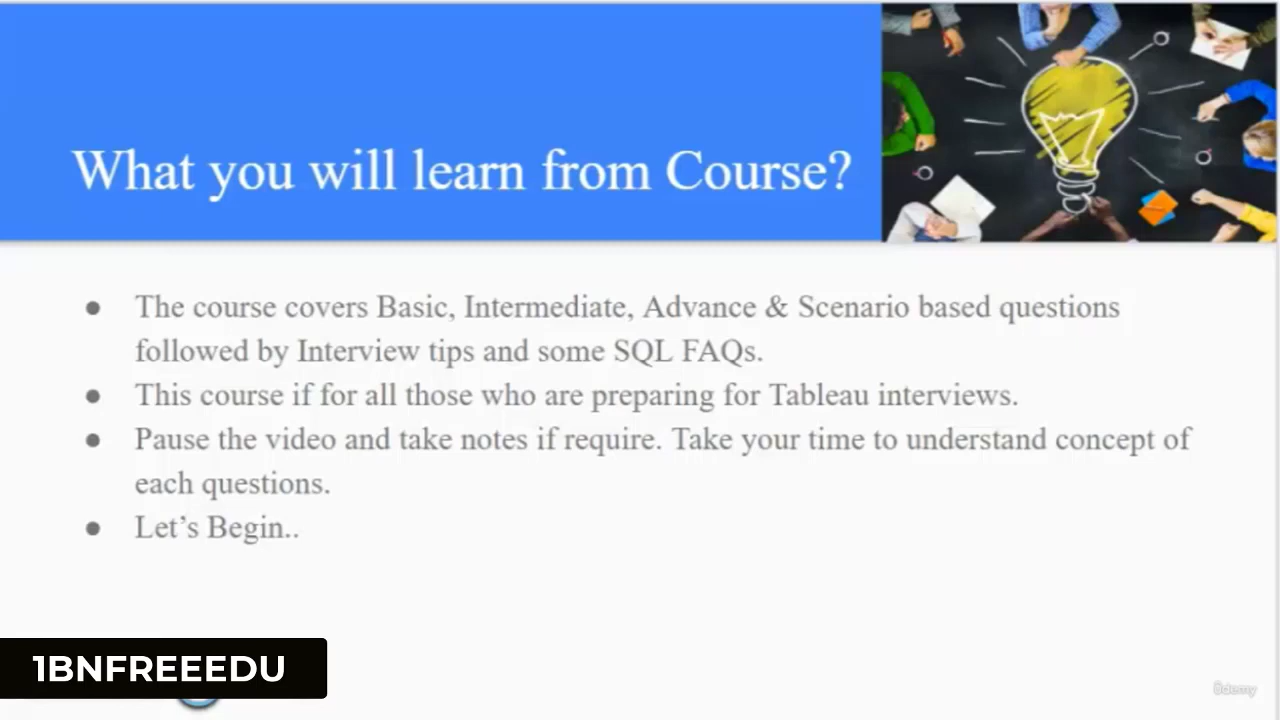 What you will learn from Course?
● The course covers Basic, Intermediate, Advance & Scenario based questions
followed by Interview tips and some SQL FAQs.
● This course if for all those who are preparing for Tableau interviews.
● Pause the video and take notes if require. Take your time to understand concept of
each questions.
● Let’s Begin..
1BNFREEEDU
ûdemy